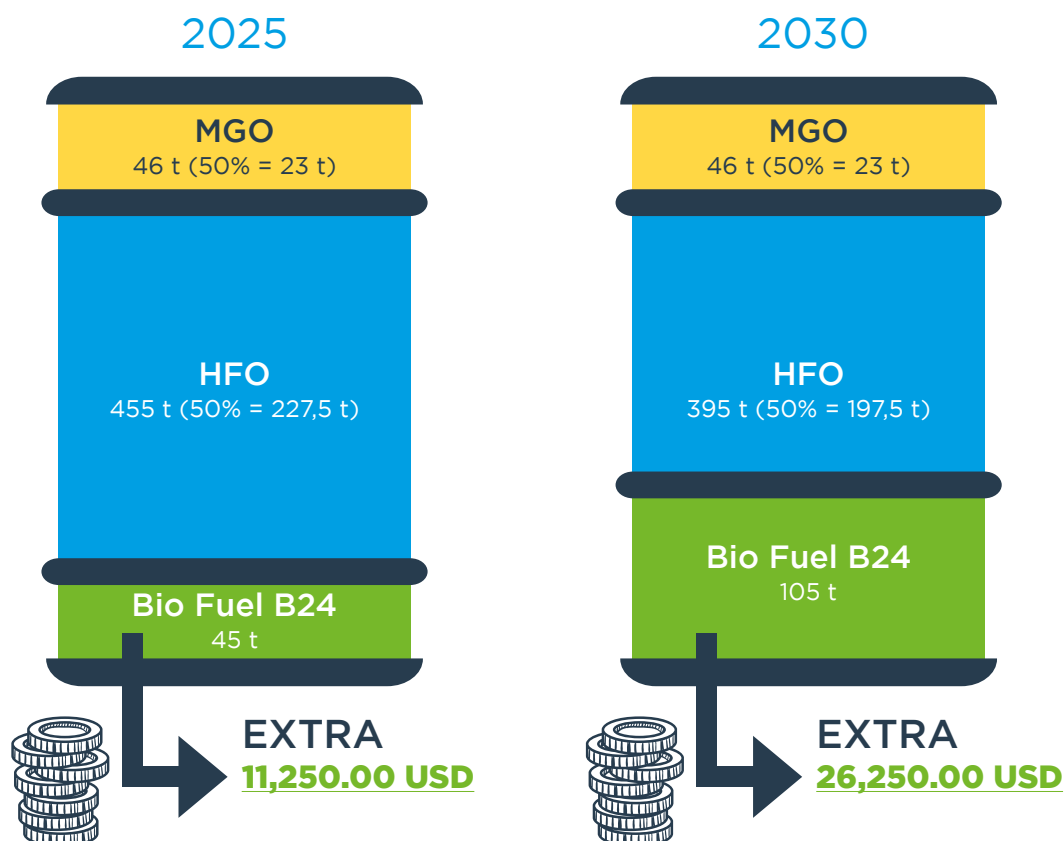 2025
MGO
46 t (50% = 23 t)
HFO
455 t (50% = 227,5 t)
Bio Fuel B24
45 t
EXTRA
11,250.00 USD
2030
MGO
46 t (50% = 23 t)
HFO
395 t (50% = 197,5 t)
Bio Fuel B24
105 t
EXTRA
26,250.00 USD